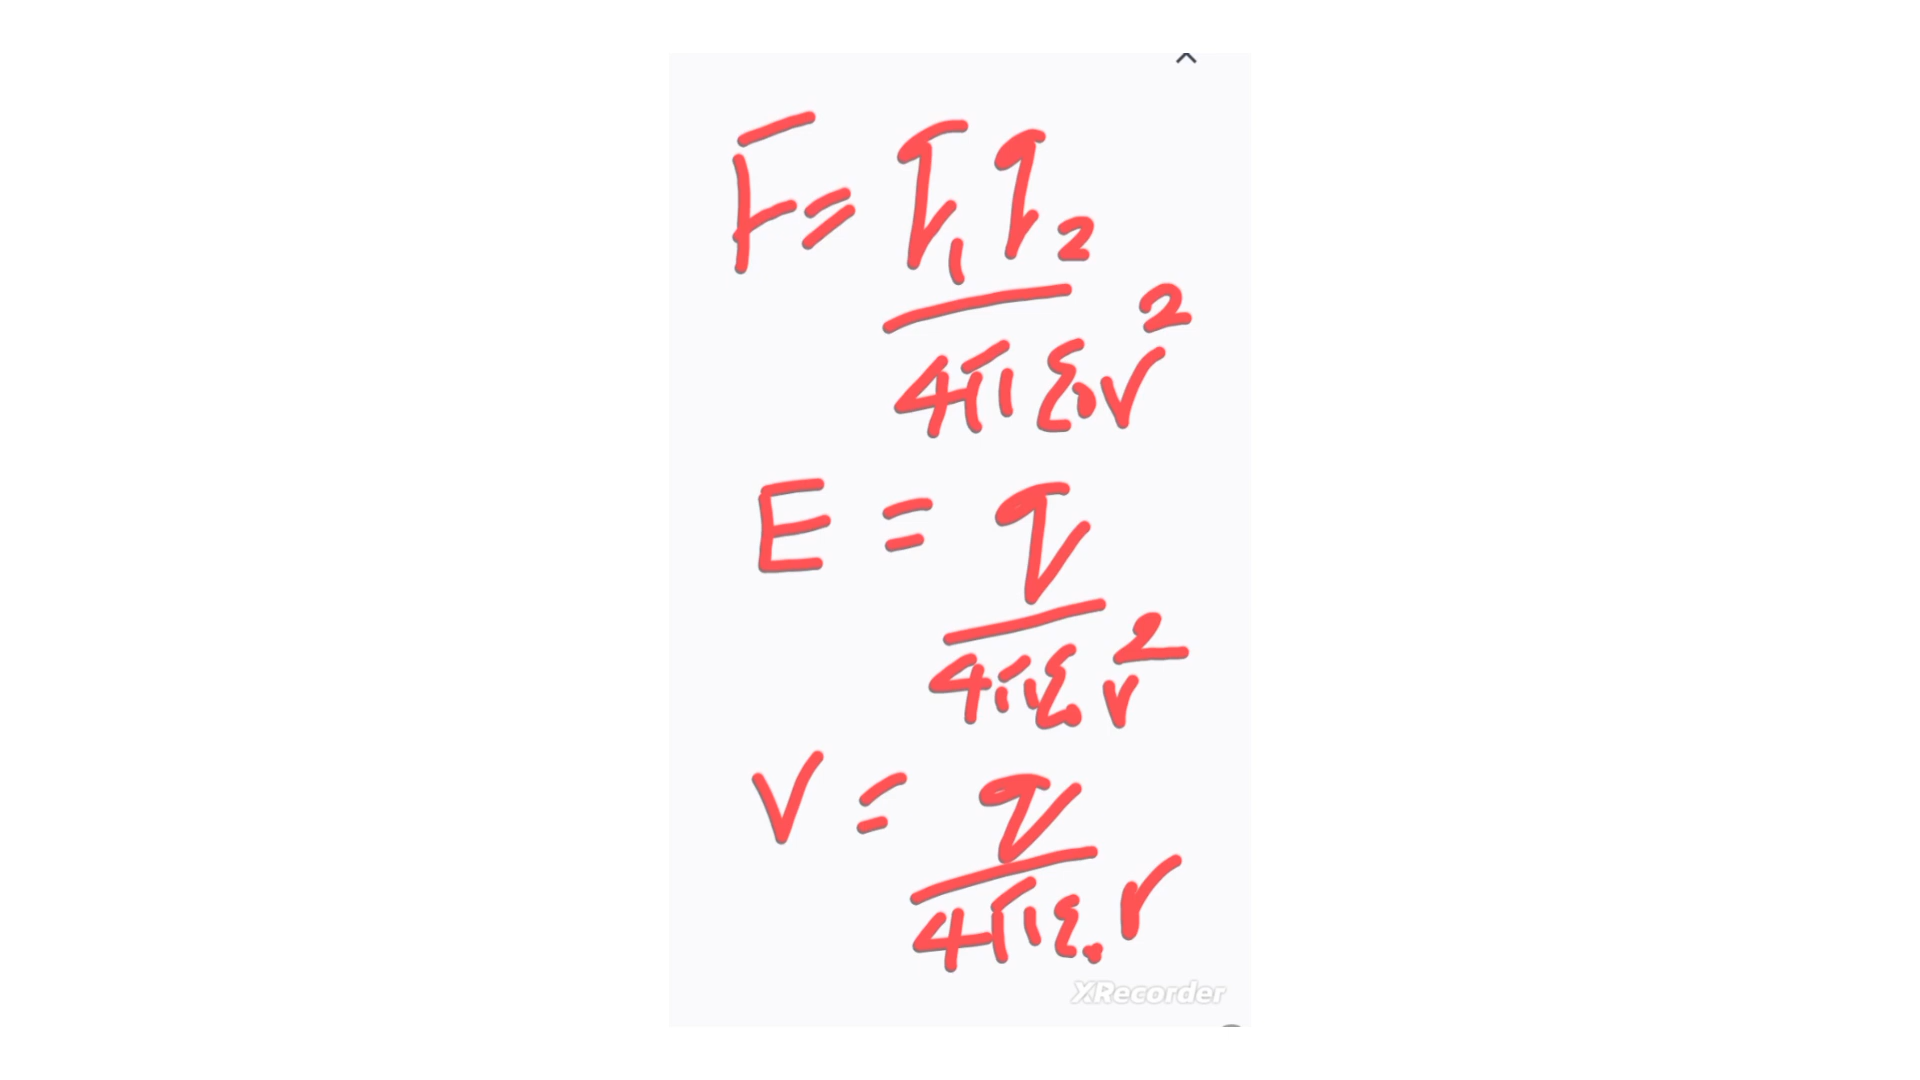 F = q₁q₂
4πε₀r²
E = q
4πε₀r²
V = q
4πε₀r
XRecorder